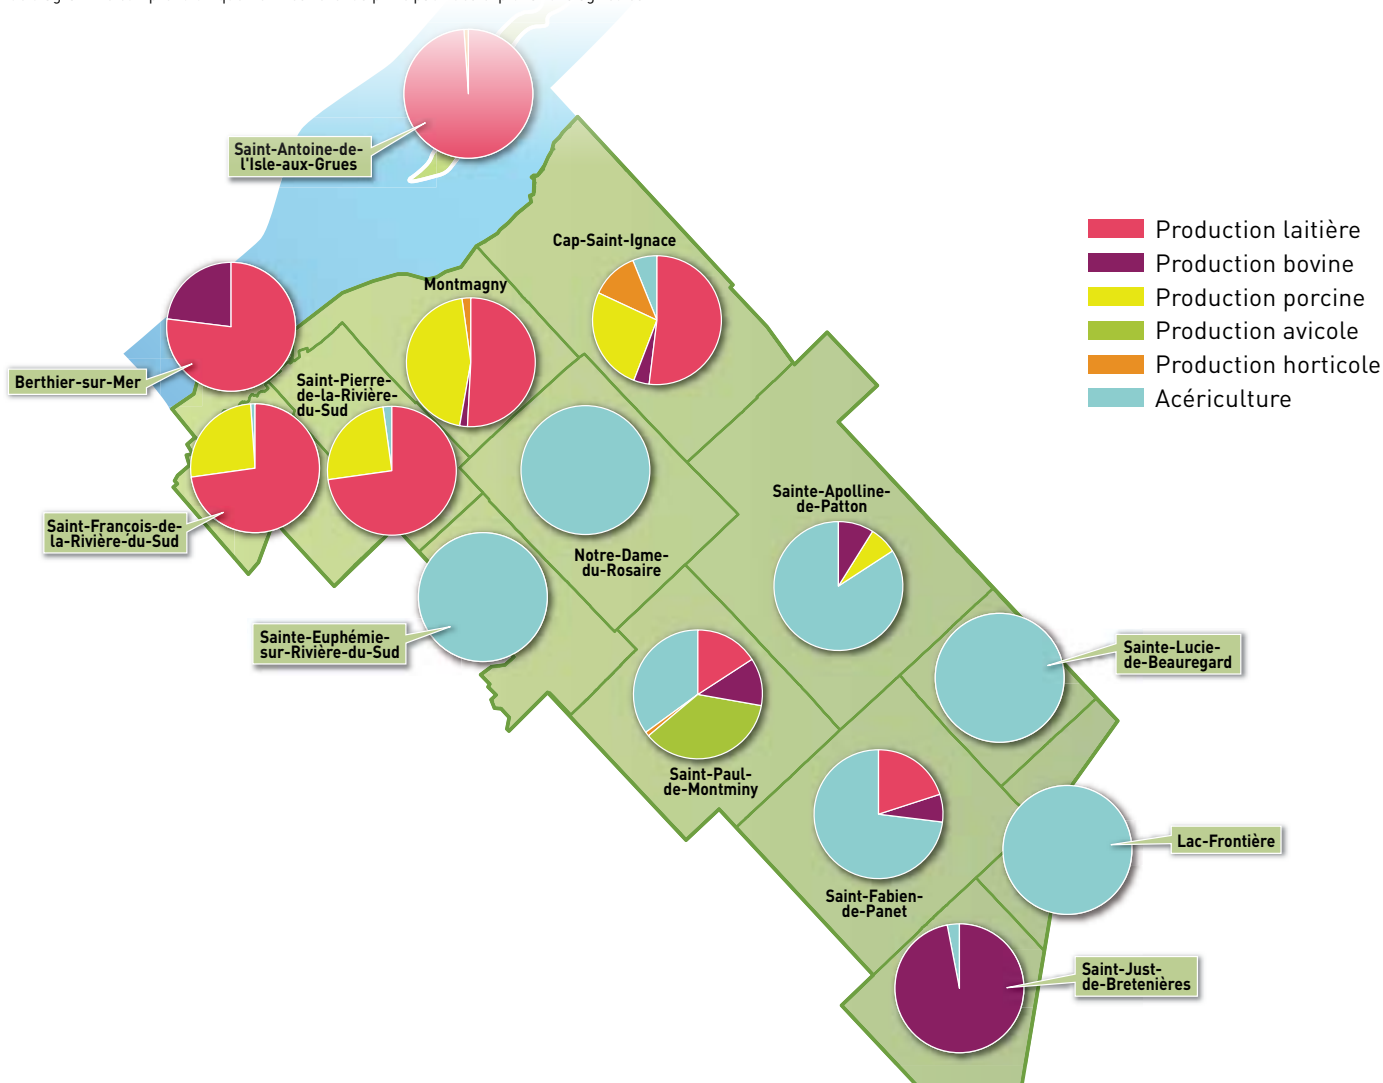 Saint-Antoine-de-
l'Isle-aux-Grues
Cap-Saint-Ignace
Montmagny
Berthier-sur-Mer
Saint-Pierre-
de-la-Rivière-
du-Sud
Saint-François-de-
la-Rivière-du-Sud
Notre-Dame-
du-Rosaire
Sainte-Apolline-
de-Patton
Sainte-Euphémie-
sur-Rivière-du-Sud
Sainte-Lucie-
de-Beauregard
Saint-Paul-
de-Montminy
Lac-Frontière
Saint-Fabien-
de-Panet
Saint-Just-
de-Bretenières
Production laitière
Production bovine
Production porcine
Production avicole
Production horticole
Acériculture